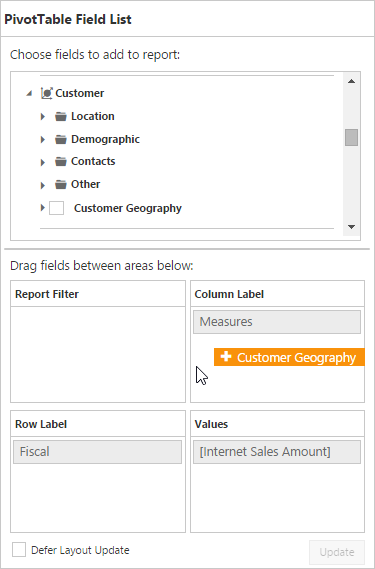 PivotTable Field List
Choose fields to add to report:
Customer
Location
Demographic
Contacts
Other
Customer Geography
Drag fields between areas below:
Report Filter
Column Label
Measures
Customer Geography
Row Label
Values
Fiscal
[Internet Sales Amount]
Defer Layout Update
Update